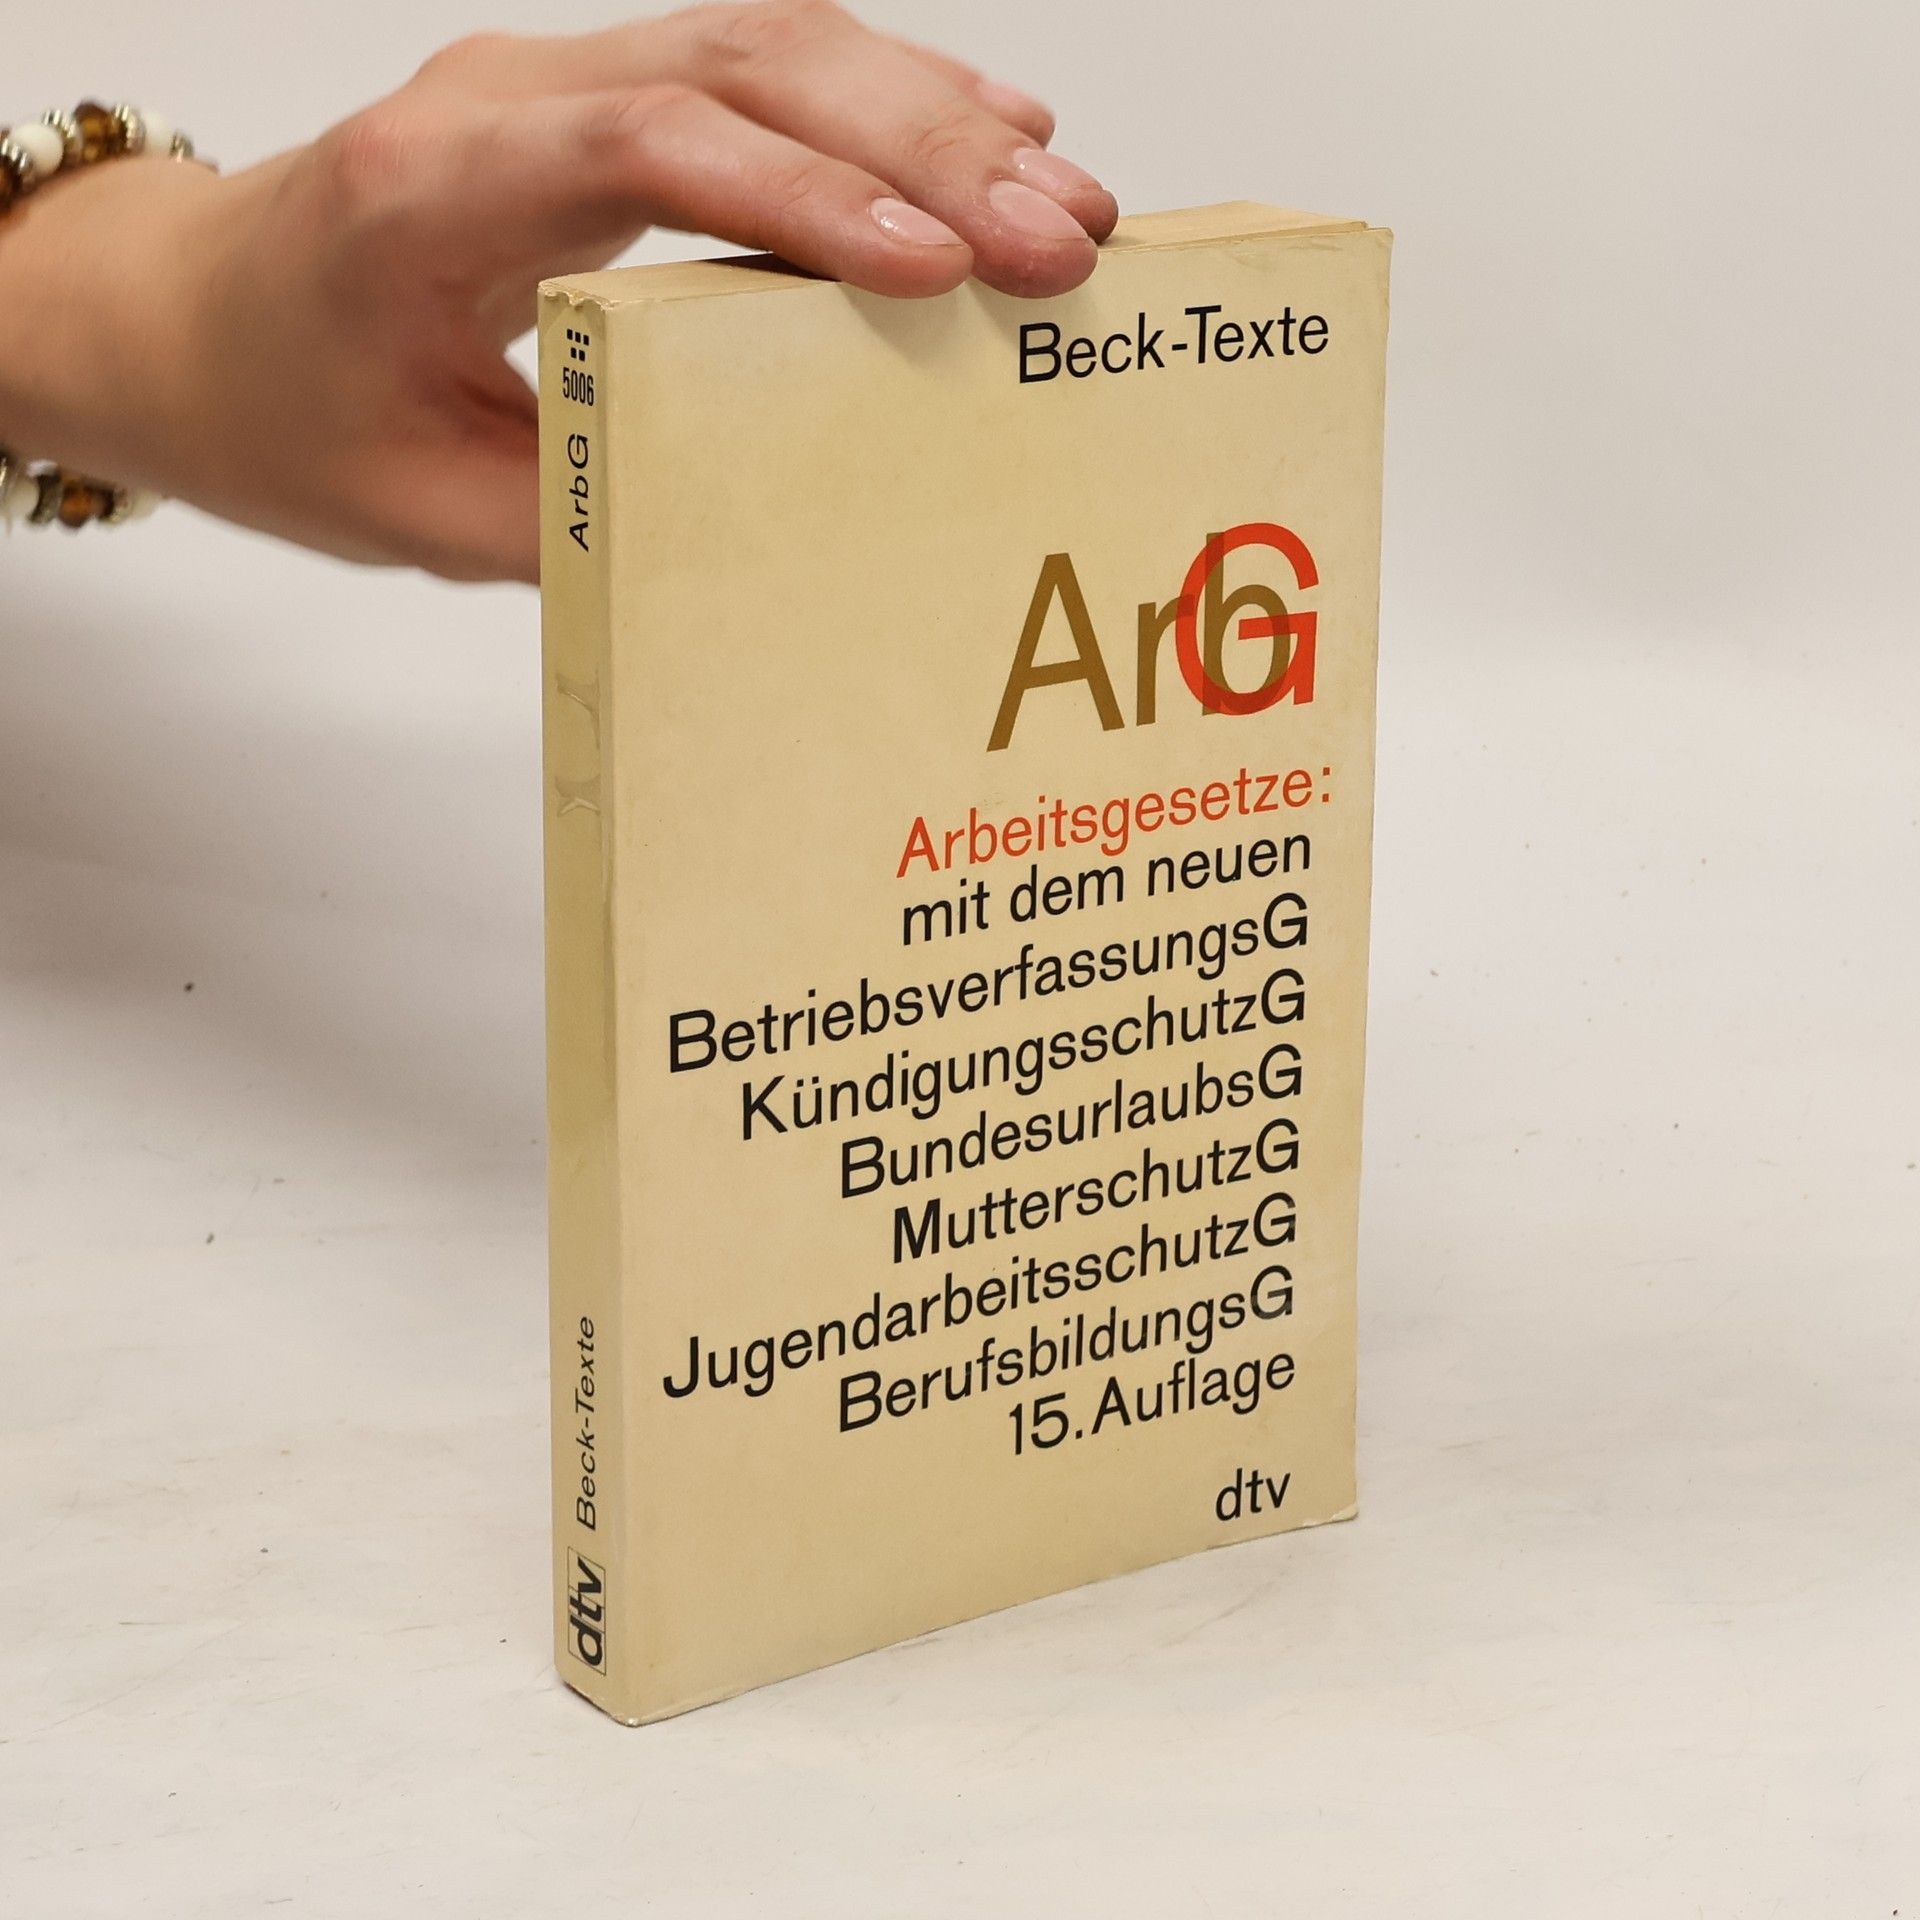 Beck-Texte
ArbG
Arbeitsgesetze:
mit dem neuen
BetriebsverfassungsG
KündigungsschutzG
BundesurlaubsG
MutterschutzG
JugendarbeitsschutzG
BerufsbildungsG
15. Auflage
dtv
5006
ArbG
Beck-Texte
dtv